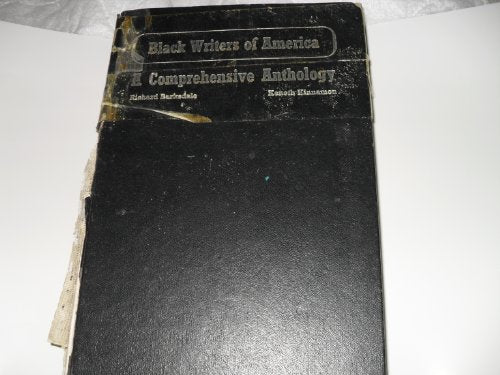 Black Writers of America
A Comprehensive Anthology
Richard Barksdale Keneth Kinnamon